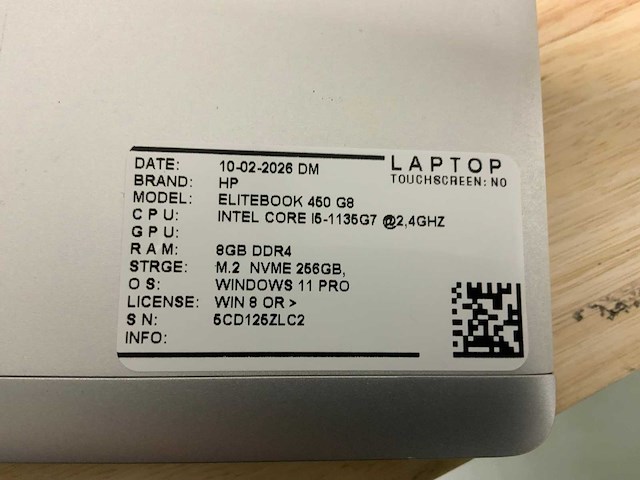 LAPTOP
TOUCHSCREEN: NO
DATE: 10-02-2026 DM
BRAND: HP
MODEL: ELITEBOOK 450 G8
CPU: INTEL CORE I5-1135G7 @2,4GHZ
GPU:
RAM: 8GB DDR4
STRGE: M.2 NVME 256GB,
OS: WINDOWS 11 PRO
LICENSE: WIN 8 OR >
SN: 5CD125ZLC2
INFO: